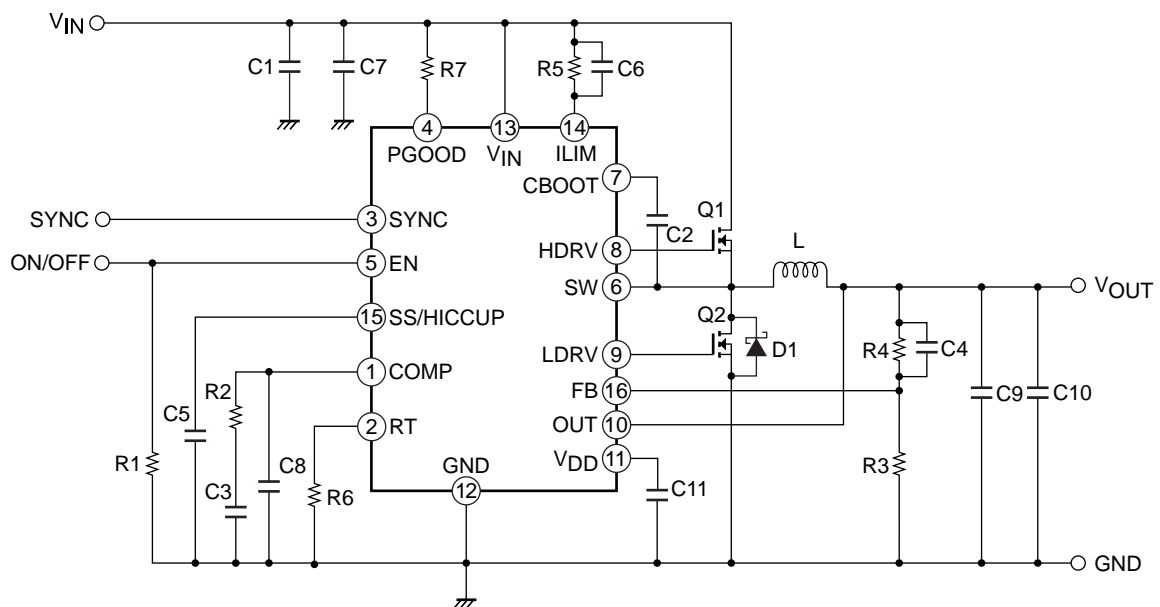 VIN
C1
C7
R7
R5
C6
4
13
14
PGOOD
VIN
ILIM
CBOOT
7
Q1
C2
SYNC
3
SYNC
HDRV
8
L
ON/OFF
5
EN
SW
6
VOUT
15
SS/HICCUP
Q2
D1
LDRV
9
R4
C4
1
COMP
FB
16
C9
C10
R2
C5
2
RT
OUT
10
VDD
11
R1
C3
C8
R6
GND
12
C11
R3
GND